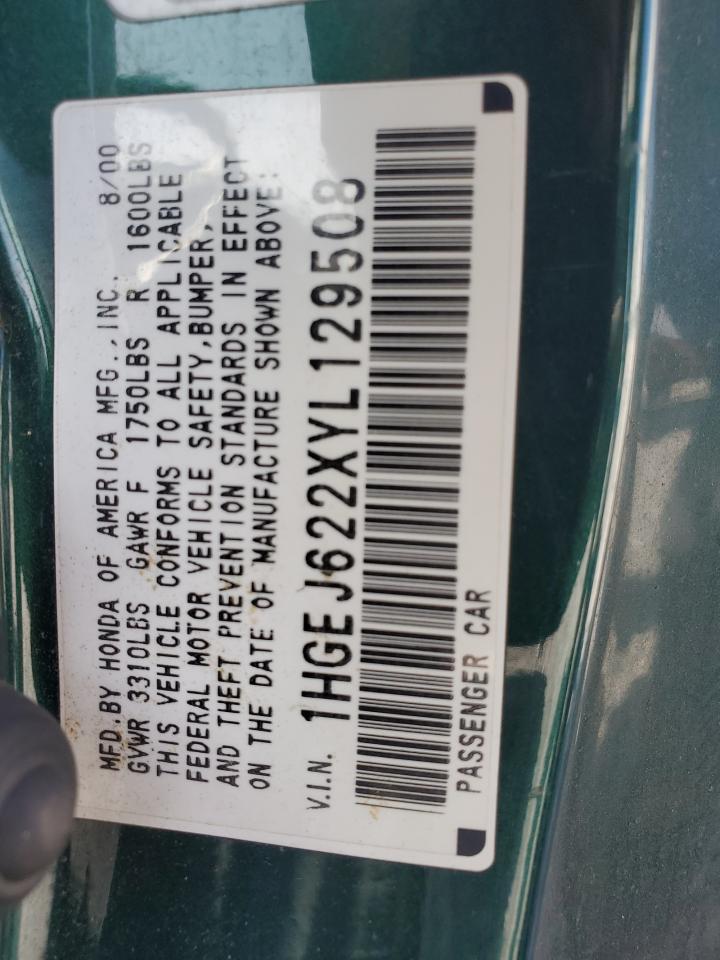 MFD. BY HONDA OF AMERICA MFG., INC. 8/00
GVWR 3310LBS GAWR F 1750LBS R 1600LBS
THIS VEHICLE CONFORMS TO ALL APPLICABLE
FEDERAL MOTOR VEHICLE SAFETY, BUMPER,
AND THEFT PREVENTION STANDARDS IN EFFECT
ON THE DATE OF MANUFACTURE SHOWN ABOVE:
V.I.N. 1HGEJ622XYL129508
PASSENGER CAR